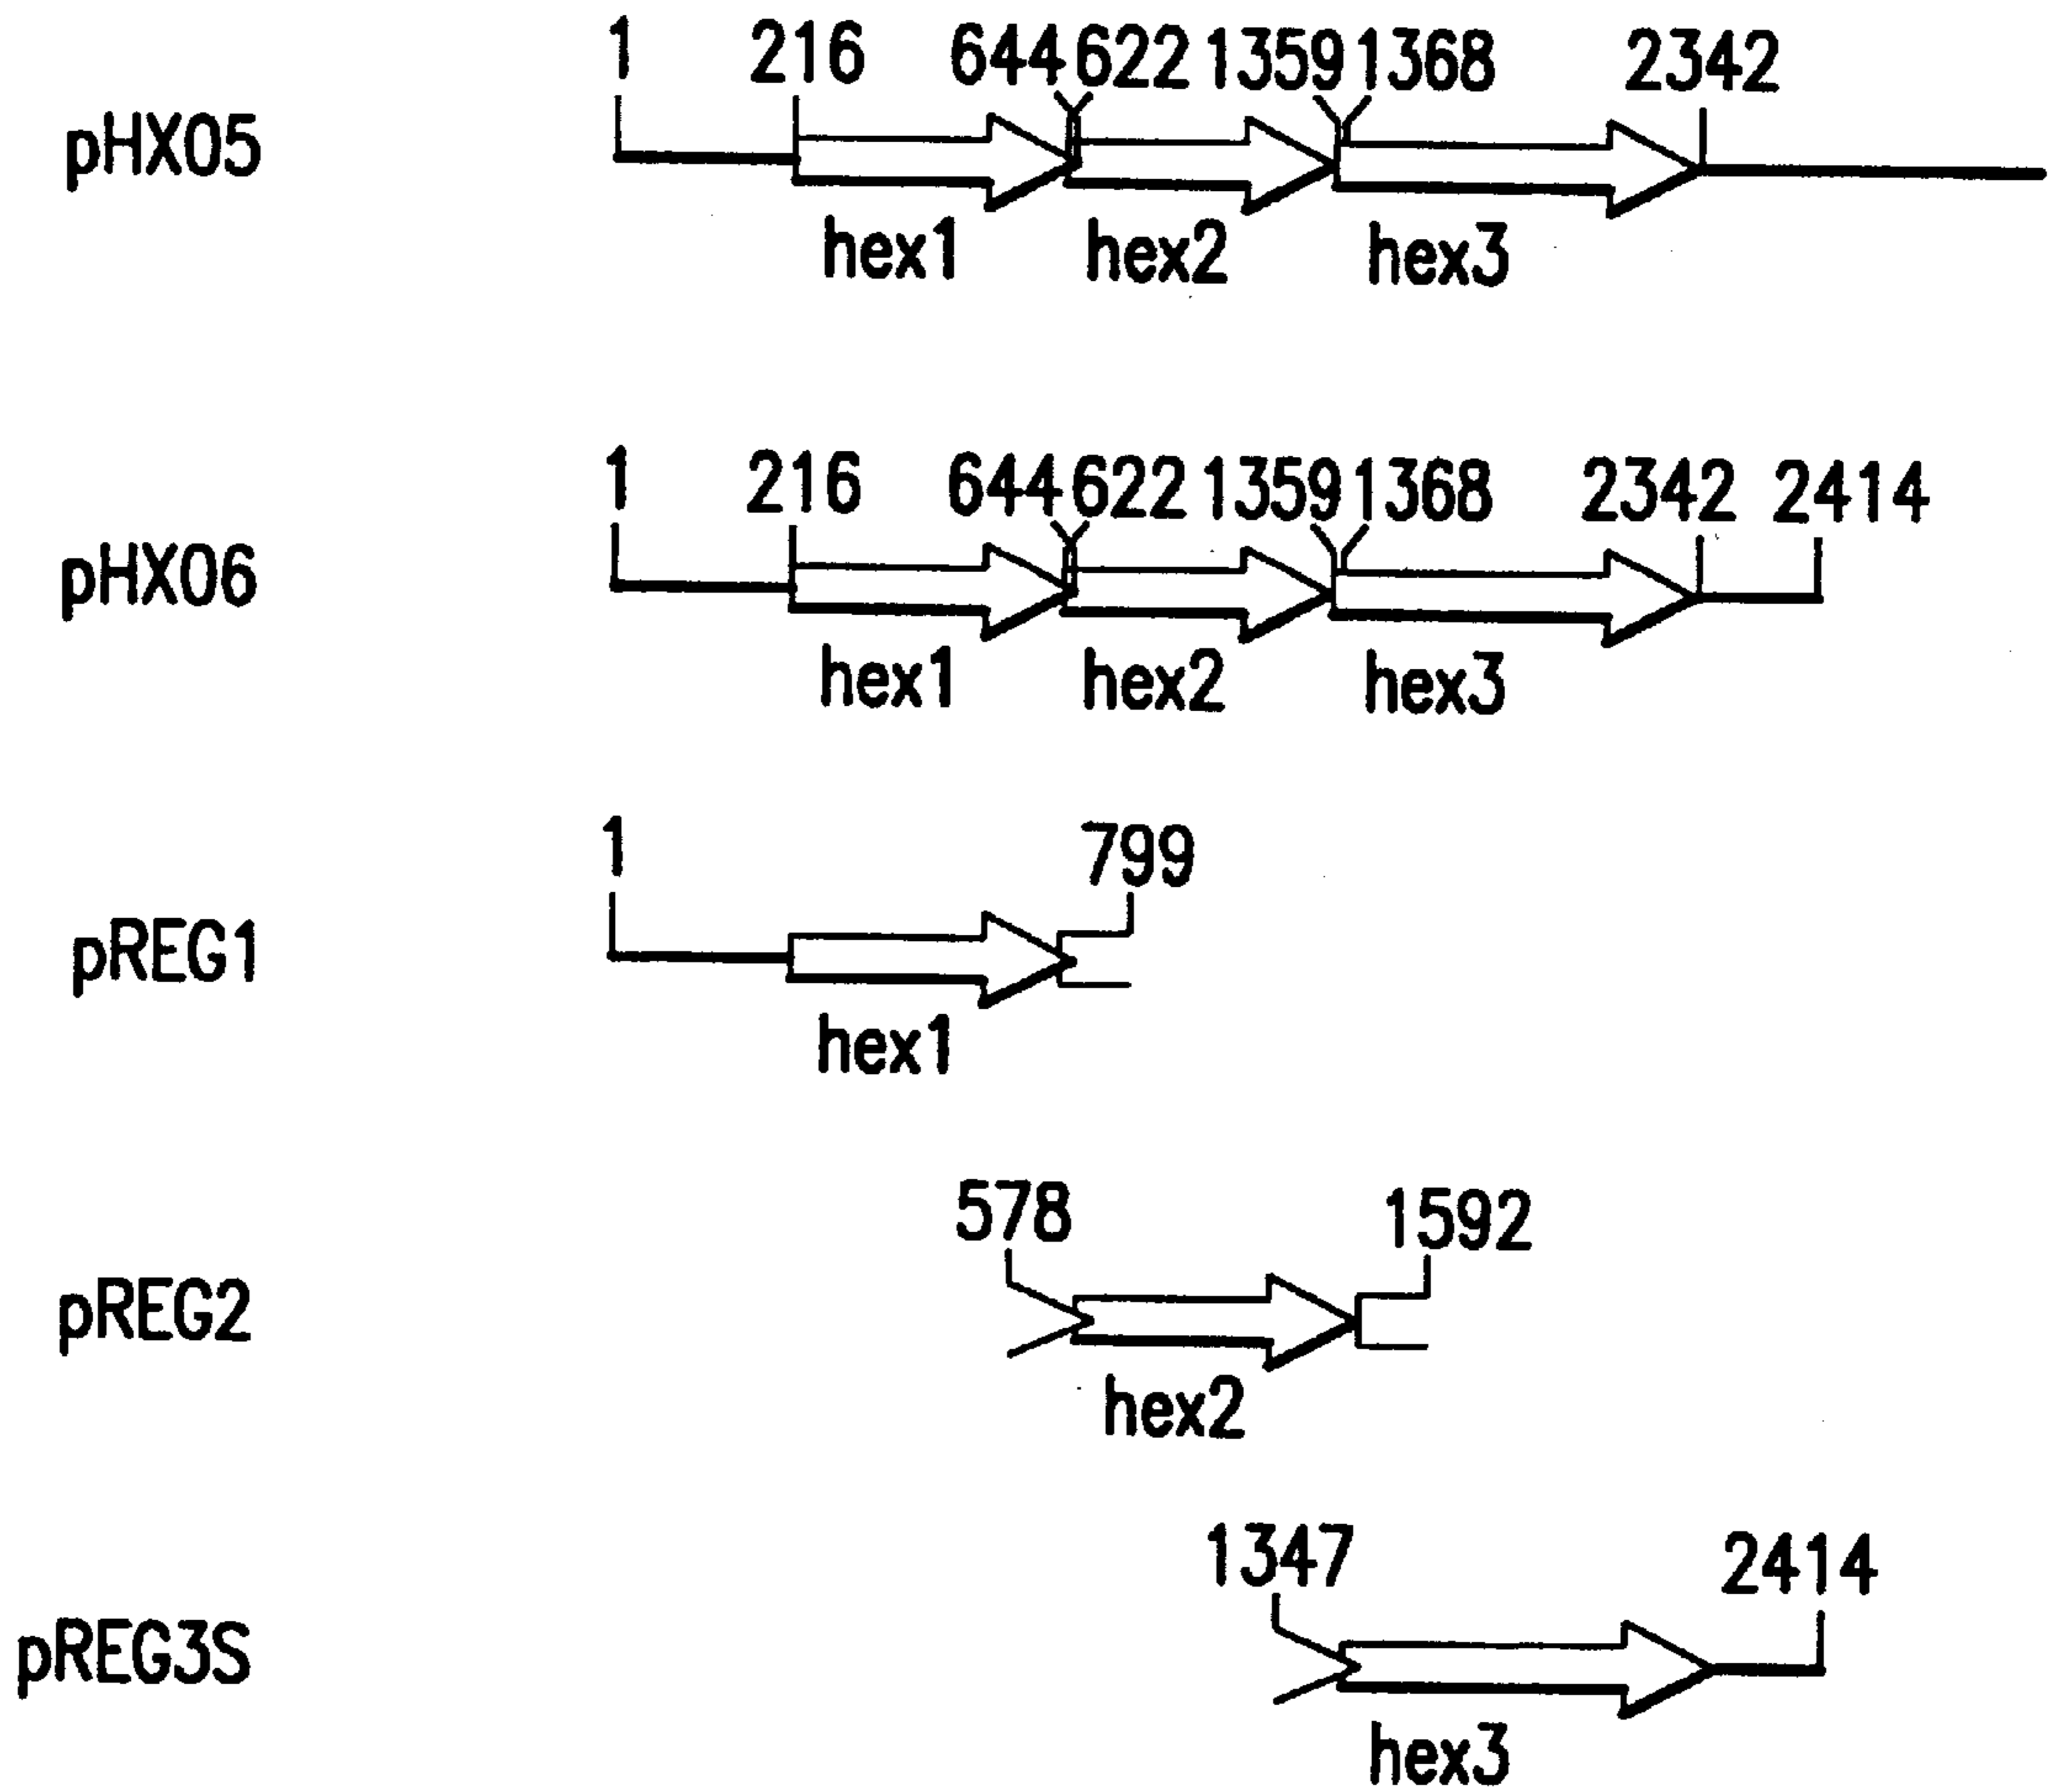 1 216 644 622 1359 1368 2342
pHX05
hex1 hex2 hex3
1 216 644 622 1359 1368 2342 2414
pHX06
hex1 hex2 hex3
1 799
pREG1
hex1
578 1592
pREG2
hex2
1347 2414
pREG3S
hex3